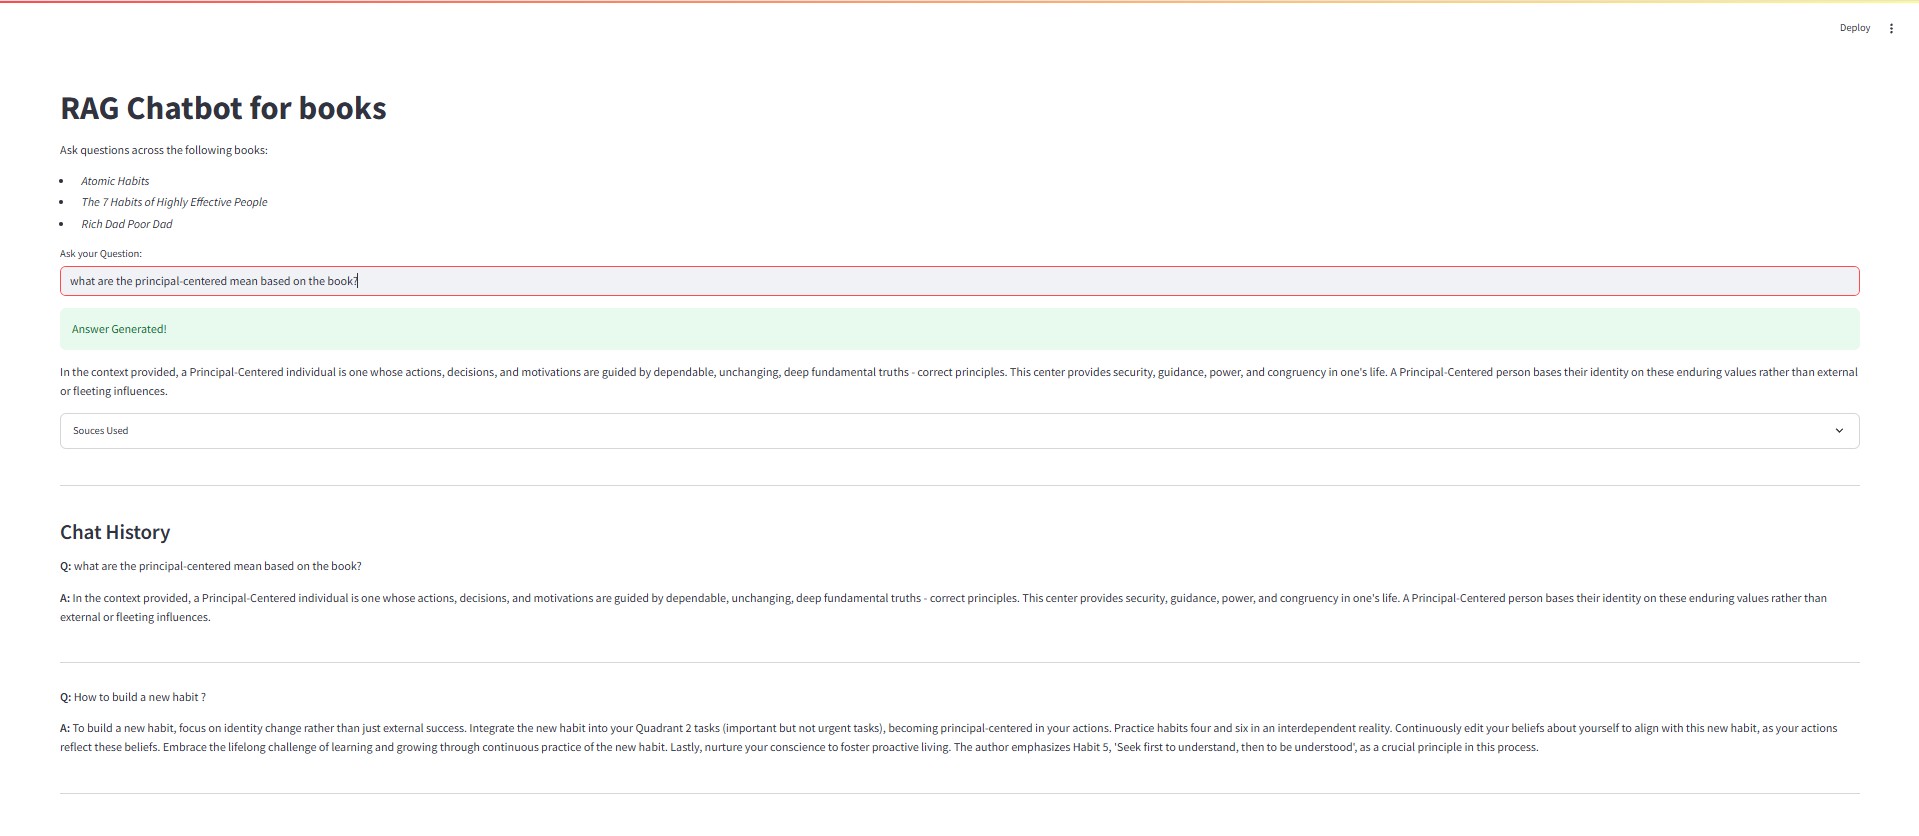 Deploy
RAG Chatbot for books
Ask questions across the following books:
Atomic Habits
The 7 Habits of Highly Effective People
Rich Dad Poor Dad
Ask your Question:
what are the principal-centered mean based on the book?
Answer Generated!
In the context provided, a Principal-Centered individual is one whose actions, decisions, and motivations are guided by dependable, unchanging, deep fundamental truths - correct principles. This center provides security, guidance, power, and congruency in one's life. A Principal-Centered person bases their identity on these enduring values rather than external
or fleeting influences.
Souces Used
Chat History
Q: what are the principal-centered mean based on the book?
A: In the context provided, a Principal-Centered individual is one whose actions, decisions, and motivations are guided by dependable, unchanging, deep fundamental truths - correct principles. This center provides security, guidance, power, and congruency in one's life. A Principal-Centered person bases their identity on these enduring values rather than
external or fleeting influences.
Q: How to build a new habit ?
A: To build a new habit, focus on identity change rather than just external success. Integrate the new habit into your Quadrant 2 tasks (important but not urgent tasks), becoming principal-centered in your actions. Practice habits four and six in an interdependent reality. Continuously edit your beliefs about yourself to align with this new habit, as your actions
reflect these beliefs. Embrace the lifelong challenge of learning and growing through continuous practice of the new habit. Lastly, nurture your conscience to foster proactive living. The author emphasizes Habit 5, 'Seek first to understand, then to be understood', as a crucial principle in this process.